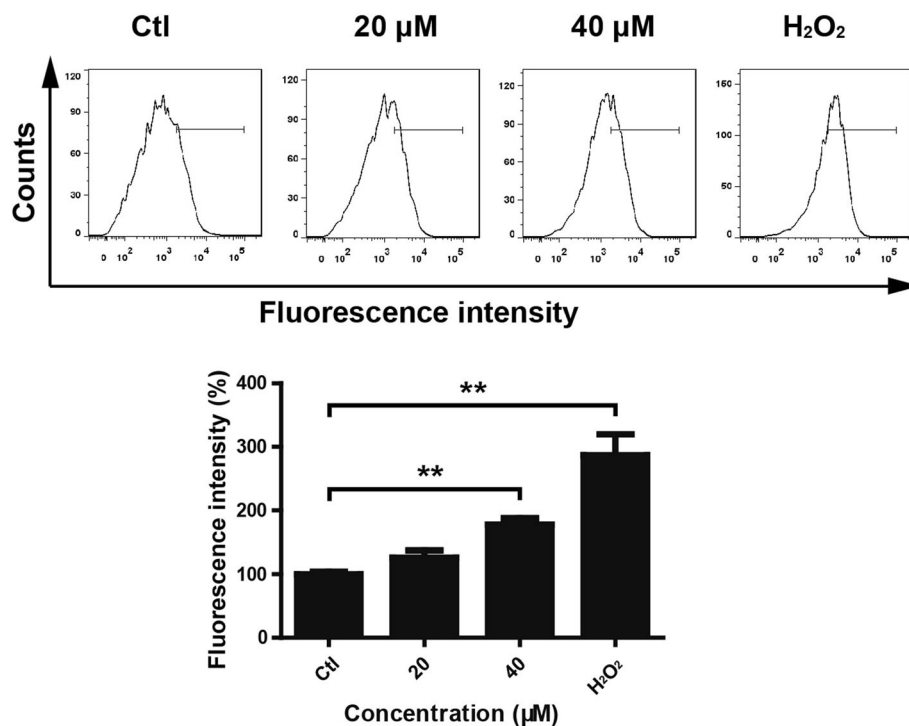 Ctl 20 µM 40 µM H₂O₂
120 120 120 150
90 90 90 100
60 60 60 50
30 30 30
0 0 0 0
0 10² 10³ 10⁴ 10⁵ 0 10² 10³ 10⁴ 10⁵ 0 10² 10³ 10⁴ 10⁵ 0 10² 10³ 10⁴ 10⁵
Counts
Fluorescence intensity
Fluorescence intensity (%)
400
300
200
100
0
**
**
Ctl 20 40 H₂O₂
Concentration (µM)